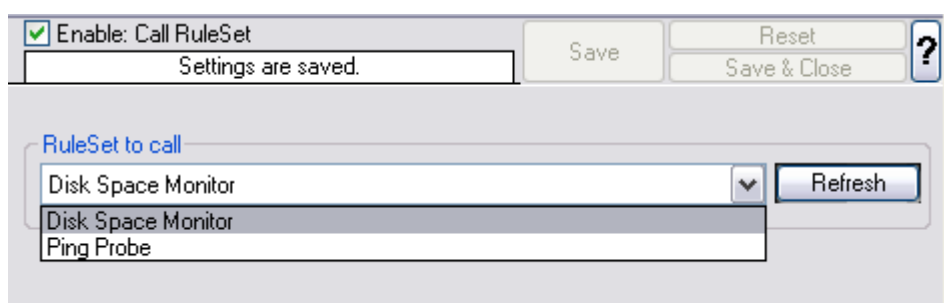 Enable: Call RuleSet
Settings are saved.
Save
Reset
Save & Close
?
RuleSet to call
Disk Space Monitor
Refresh
Disk Space Monitor
Ping Probe